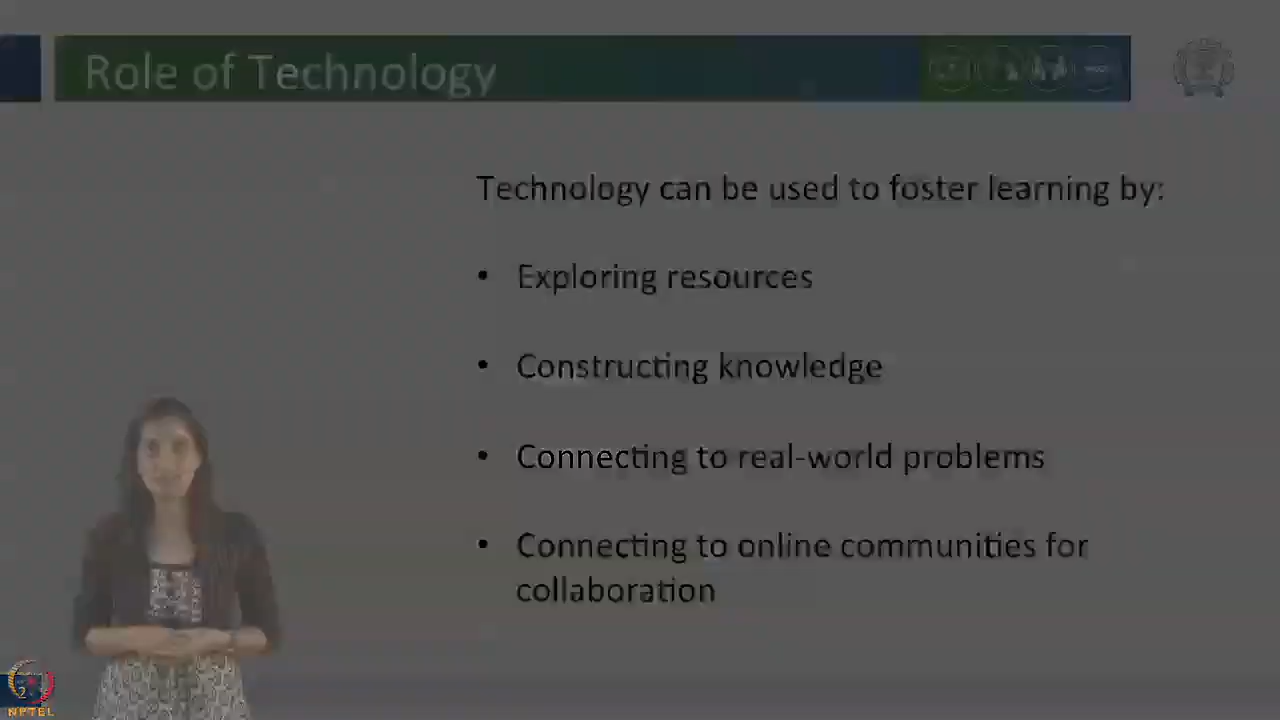 Role of Technology
Technology can be used to foster learning by:
• Exploring resources
• Constructing knowledge
• Connecting to real-world problems
• Connecting to online communities for
collaboration
NPTEL